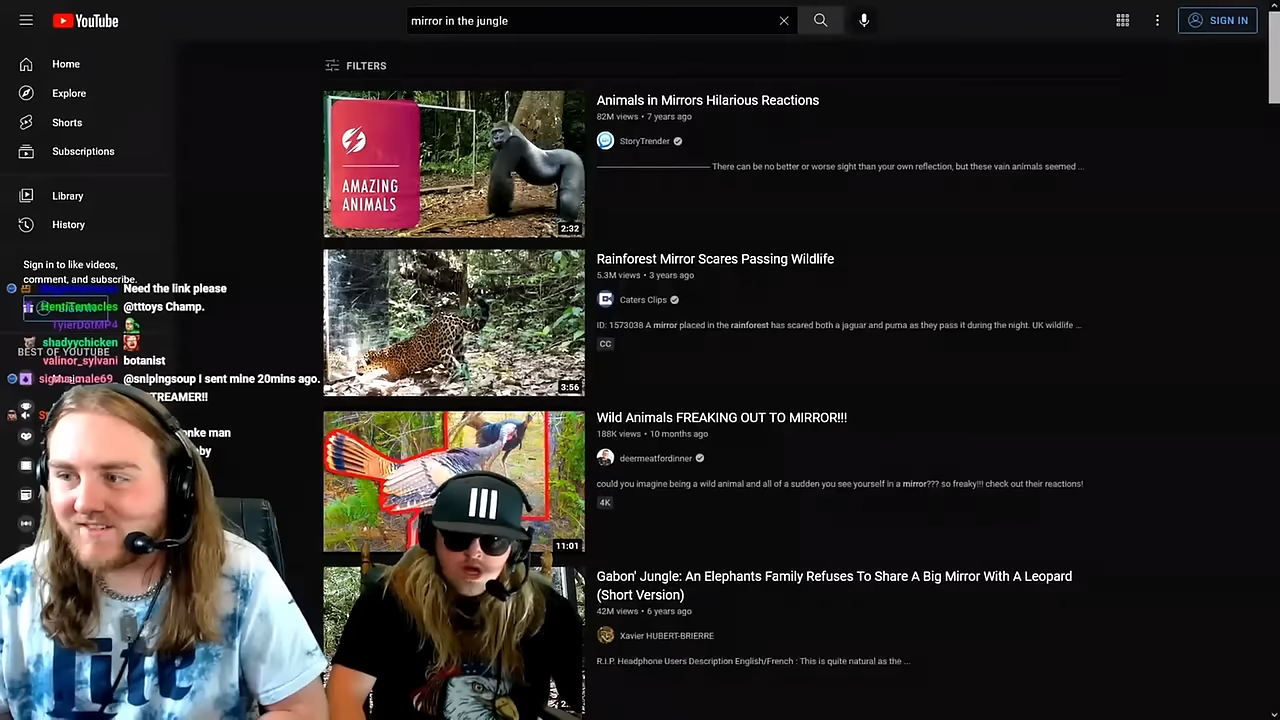 YouTube
mirror in the jungle
SIGN IN
Home
Explore
Shorts
Subscriptions
Library
History
Sign in to like videos,
comment, and subscribe.
BEST OF YOUTUBE
Need the link please
HentiTentacles @tttoys Champ.
TylerDotMP4
shadyychicken
valinor_sylvani botanist
@snipingsoup I sent mine 20mins ago.
STREAMER!!
onke man
by
FILTERS
AMAZING
ANIMALS
2:32
Animals in Mirrors Hilarious Reactions
82M views • 7 years ago
StoryTrender
There can be no better or worse sight than your own reflection, but these vain animals seemed ...
3:56
Rainforest Mirror Scares Passing Wildlife
5.3M views • 3 years ago
Caters Clips
ID: 1573038 A mirror placed in the rainforest has scared both a jaguar and puma as they pass it during the night. UK wildlife ...
CC
11:01
Wild Animals FREAKING OUT TO MIRROR!!!
188K views • 10 months ago
deermeatfordinner
could you imagine being a wild animal and all of a sudden you see yourself in a mirror??? so freaky!!! check out their reactions!
4K
Gabon' Jungle: An Elephants Family Refuses To Share A Big Mirror With A Leopard
(Short Version)
42M views • 6 years ago
Xavier HUBERT-BRIERRE
R.I.P. Headphone Users Description English/French : This is quite natural as the ...
Lite